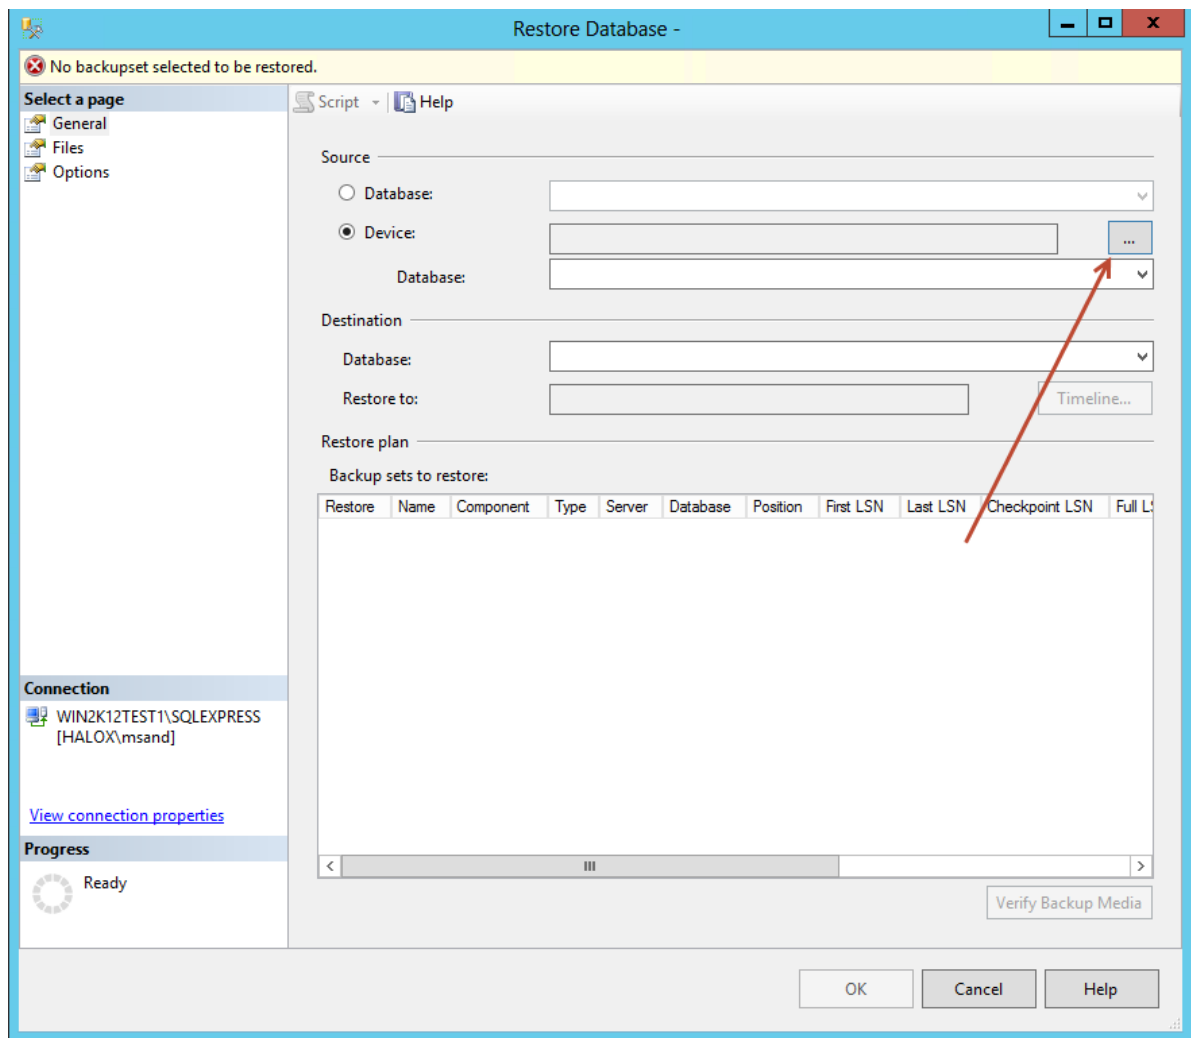 Restore Database -
No backupset selected to be restored.
Select a page
General
Files
Options
Script
Help
Source
Database:
Device:
...
Database:
Destination
Database:
Restore to:
Timeline...
Restore plan
Backup sets to restore:
Restore Name Component Type Server Database Position First LSN Last LSN Checkpoint LSN Full LS
Connection
WIN2K12TEST1\SQLEXPRESS
[HALOX\msand]
View connection properties
Progress
Ready
Verify Backup Media
OK
Cancel
Help